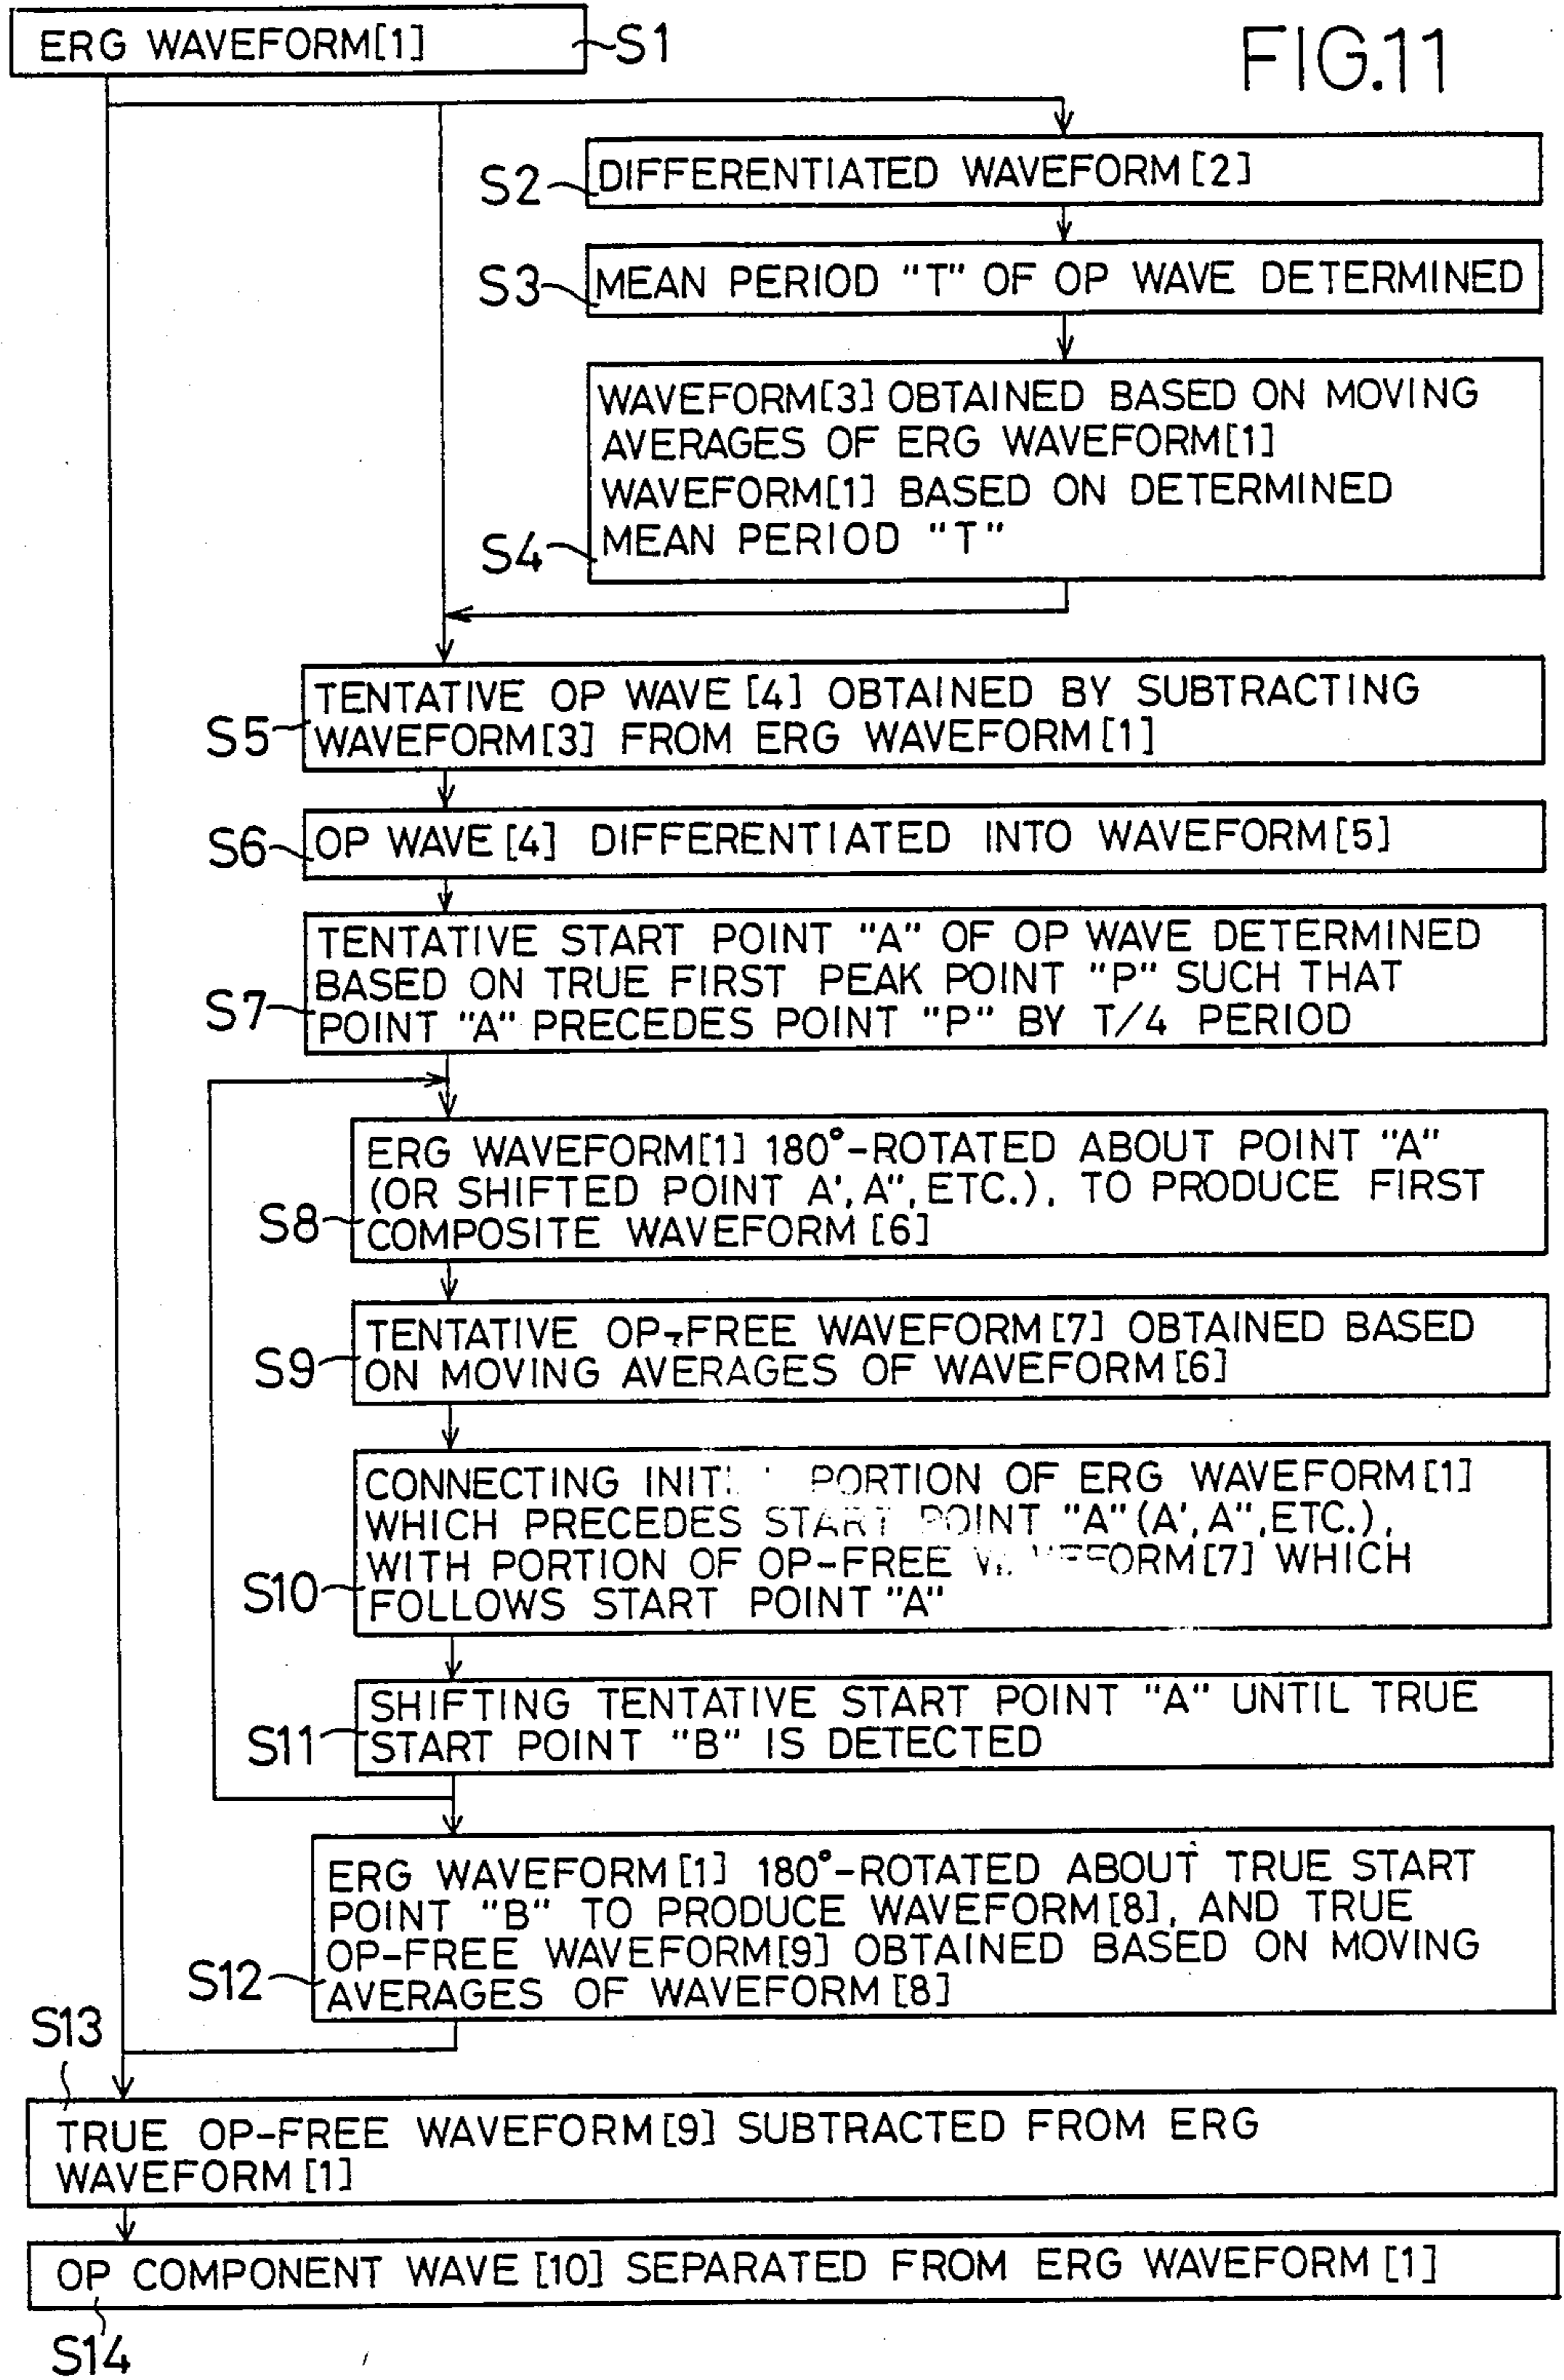 ERG WAVEFORM[1]
S1
FIG.11
S2
DIFFERENTIATED WAVEFORM[2]
S3
MEAN PERIOD "T" OF OP WAVE DETERMINED
WAVEFORM[3] OBTAINED BASED ON MOVING
AVERAGES OF ERG WAVEFORM[1]
WAVEFORM[1] BASED ON DETERMINED
MEAN PERIOD "T"
S4
TENTATIVE OP WAVE [4] OBTAINED BY SUBTRACTING
WAVEFORM[3] FROM ERG WAVEFORM[1]
S5
S6
OP WAVE[4] DIFFERENTIATED INTO WAVEFORM[5]
TENTATIVE START POINT "A" OF OP WAVE DETERMINED
BASED ON TRUE FIRST PEAK POINT "P" SUCH THAT
POINT "A" PRECEDES POINT "P" BY T/4 PERIOD
S7
ERG WAVEFORM[1] 180°-ROTATED ABOUT POINT "A"
(OR SHIFTED POINT A', A", ETC.), TO PRODUCE FIRST
COMPOSITE WAVEFORM [6]
S8
TENTATIVE OP-FREE WAVEFORM[7] OBTAINED BASED
ON MOVING AVERAGES OF WAVEFORM[6]
S9
CONNECTING PORTION OF ERG WAVEFORM[1]
WHICH PRECEDES START POINT "A" (A', A", ETC.),
WITH PORTION OF OP-FREE WAVEFORM[7] WHICH
FOLLOWS START POINT "A"
S10
SHIFTING TENTATIVE START POINT "A" UNTIL TRUE
START POINT "B" IS DETECTED
S11
ERG WAVEFORM[1] 180°-ROTATED ABOUT TRUE START
POINT "B" TO PRODUCE WAVEFORM[8], AND TRUE
OP-FREE WAVEFORM[9] OBTAINED BASED ON MOVING
AVERAGES OF WAVEFORM[8]
S12
S13
TRUE OP-FREE WAVEFORM[9] SUBTRACTED FROM ERG
WAVEFORM[1]
OP COMPONENT WAVE [10] SEPARATED FROM ERG WAVEFORM [1]
S14